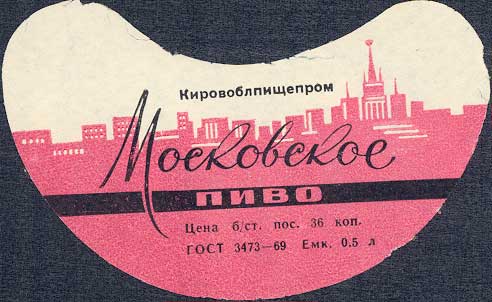 Кировоблпищепром
Московское
ПИВО
Цена б/ст. пос. 36 коп.
ГОСТ 3473—69 Емк. 0,5 л